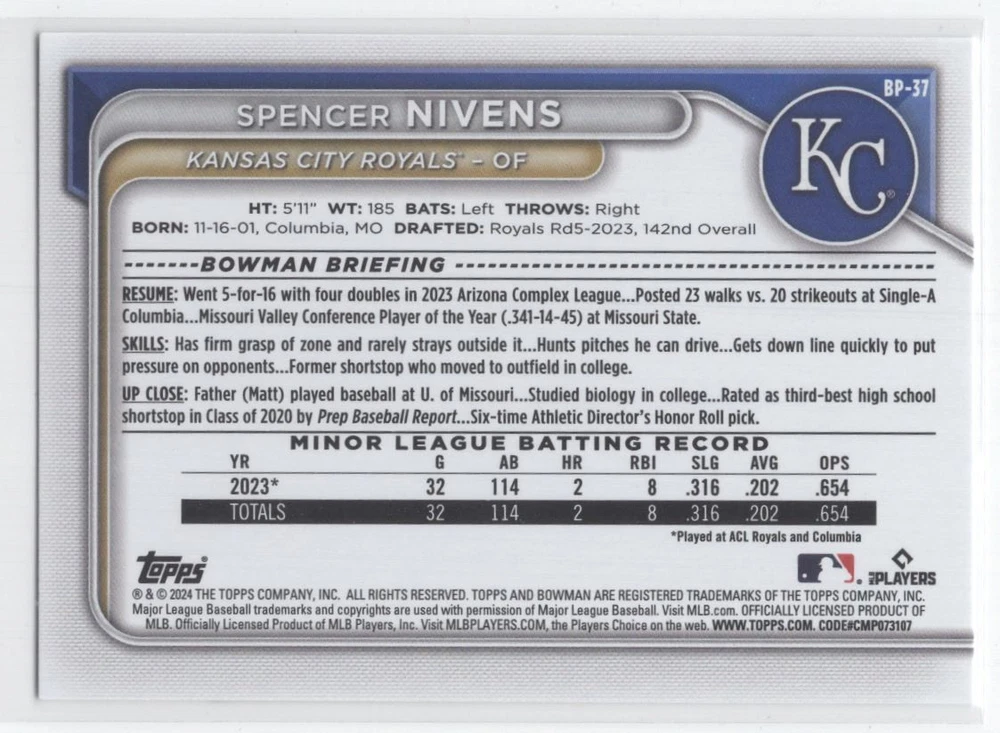 BP-37
SPENCER NIVENS
KC
KANSAS CITY ROYALS™ – OF
HT: 5'11" WT: 185 BATS: Left THROWS: Right
BORN: 11-16-01, Columbia, MO DRAFTED: Royals Rd5-2023, 142nd Overall
BOWMAN BRIEFING
RESUME: Went 5-for-16 with four doubles in 2023 Arizona Complex League...Posted 23 walks vs. 20 strikeouts at Single-A
Columbia...Missouri Valley Conference Player of the Year (.341-14-45) at Missouri State.
SKILLS: Has firm grasp of zone and rarely strays outside it...Hunts pitches he can drive...Gets down line quickly to put
pressure on opponents...Former shortstop who moved to outfield in college.
UP CLOSE: Father (Matt) played baseball at U. of Missouri...Studied biology in college...Rated as third-best high school
shortstop in Class of 2020 by Prep Baseball Report...Six-time Athletic Director's Honor Roll pick.
MINOR LEAGUE BATTING RECORD
YR G AB HR RBI SLG AVG OPS
2023* 32 114 2 8 .316 .202 .654
TOTALS 32 114 2 8 .316 .202 .654
*Played at ACL Royals and Columbia
Topps
PLAYERS
® & © 2024 THE TOPPS COMPANY, INC. ALL RIGHTS RESERVED. TOPPS AND BOWMAN ARE REGISTERED TRADEMARKS OF THE TOPPS COMPANY, INC.
Major League Baseball trademarks and copyrights are used with permission of Major League Baseball. Visit MLB.com. OFFICIALLY LICENSED PRODUCT OF
MLB. Officially Licensed Product of MLB Players, Inc. Visit MLBPLAYERS.COM, the Players Choice on the web. WWW.TOPPS.COM. CODE#CMP073107